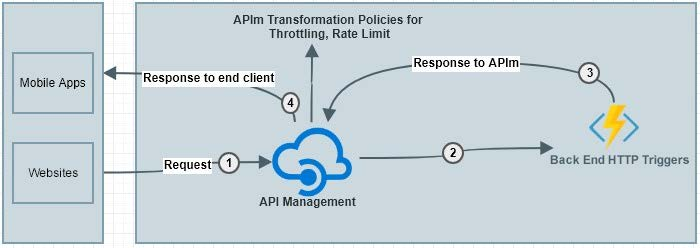 APIm Transformation Policies for
Throttling, Rate Limit
Mobile Apps
Response to end client
Response to APIm
3
4
Websites
Request
1
2
Back End HTTP Triggers
API Management